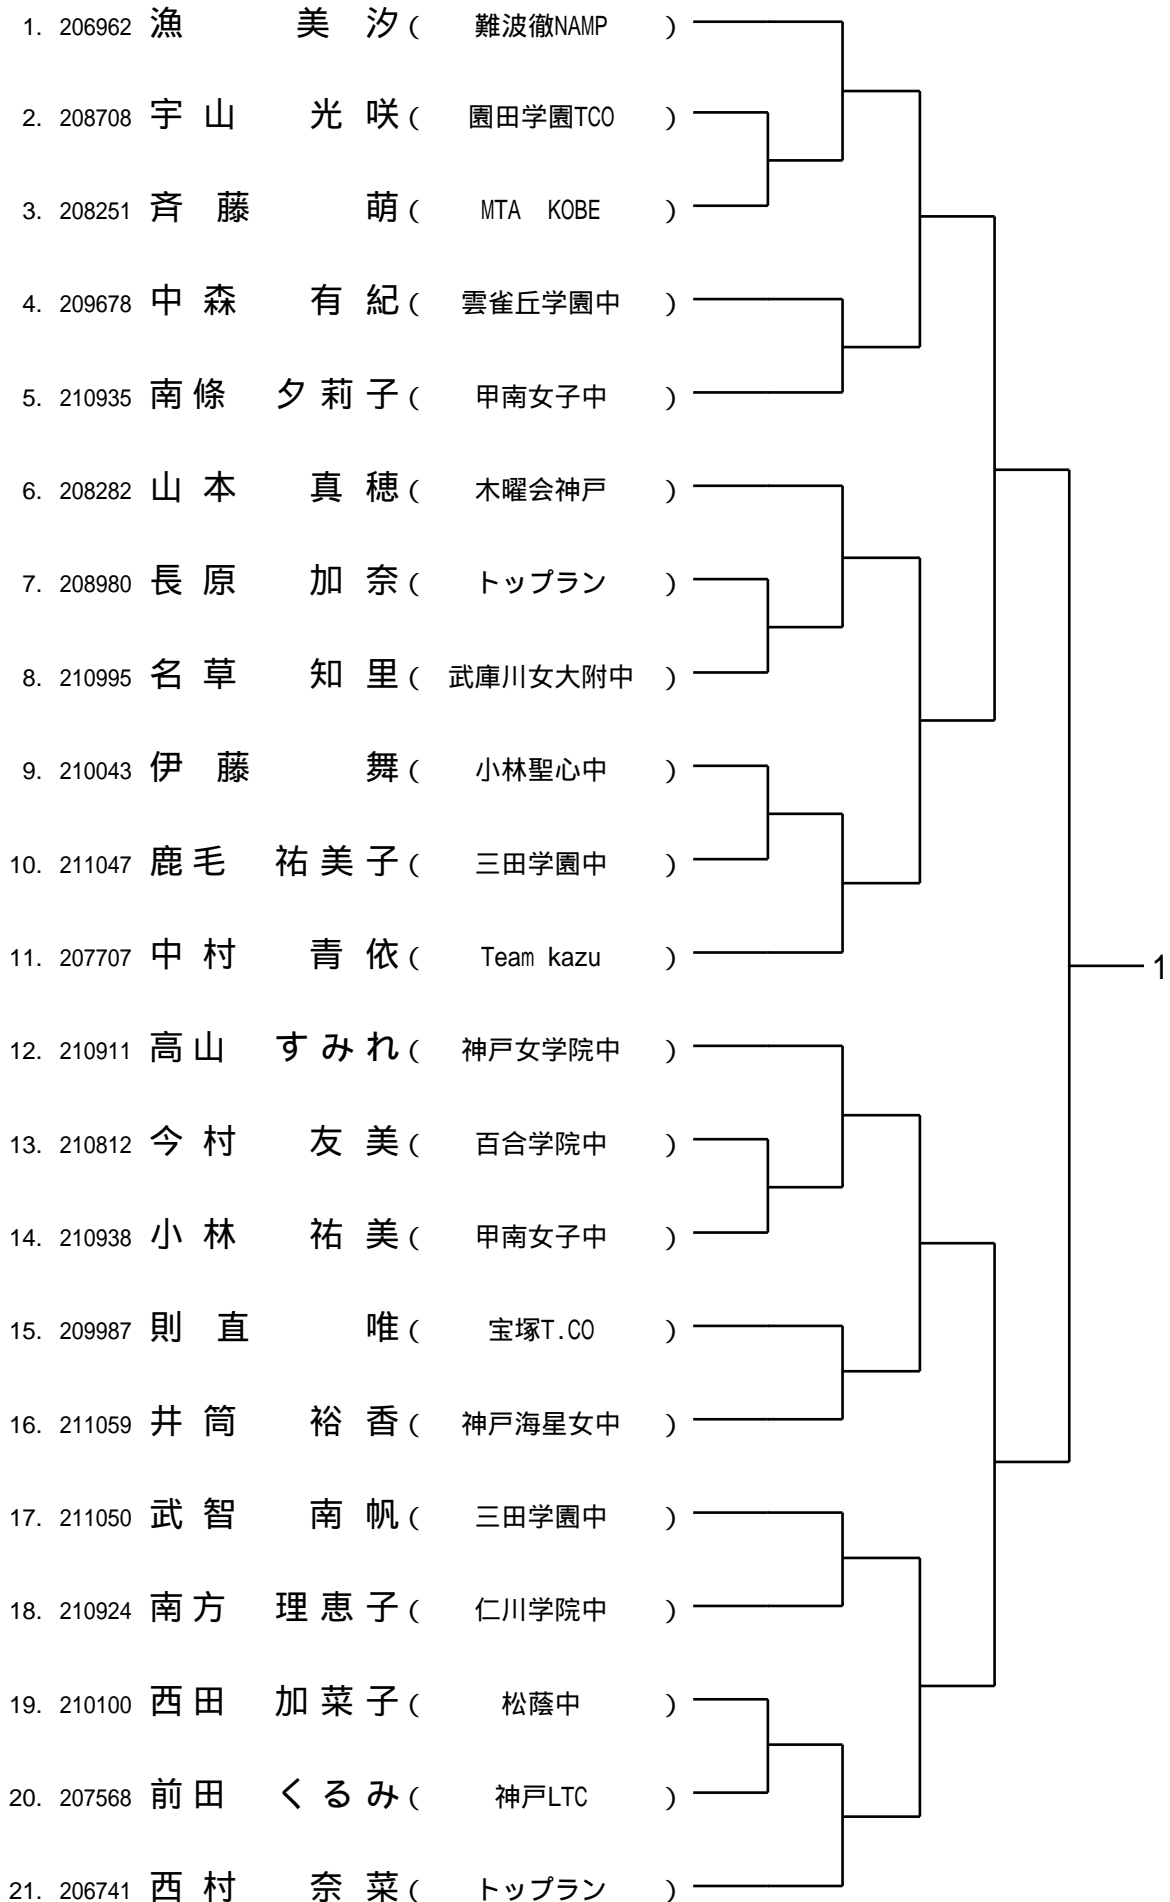 1. 206962 漁 美 汐 ( 難波徹NAMP )
2. 208708 宇 山 光 咲 ( 園田学園TCO )
3. 208251 斉 藤 萌 ( MTA KOBE )
4. 209678 中 森 有 紀 ( 雲雀丘学園中 )
5. 210935 南 條 夕 莉 子 ( 甲南女子中 )
6. 208282 山 本 真 穂 ( 木曜会神戸 )
7. 208980 長 原 加 奈 ( トップラン )
8. 210995 名 草 知 里 ( 武庫川女大附中 )
9. 210043 伊 藤 舞 ( 小林聖心中 )
10. 211047 鹿 毛 祐 美 子 ( 三田学園中 )
11. 207707 中 村 青 依 ( Team kazu )
1
12. 210911 高 山 す み れ ( 神戸女学院中 )
13. 210812 今 村 友 美 ( 百合学院中 )
14. 210938 小 林 祐 美 ( 甲南女子中 )
15. 209987 則 直 唯 ( 宝塚T.CO )
16. 211059 井 筒 裕 香 ( 神戸海星女中 )
17. 211050 武 智 南 帆 ( 三田学園中 )
18. 210924 南 方 理 恵 子 ( 仁川学院中 )
19. 210100 西 田 加 菜 子 ( 松蔭中 )
20. 207568 前 田 く る み ( 神戸LTC )
21. 206741 西 村 奈 菜 ( トップラン )